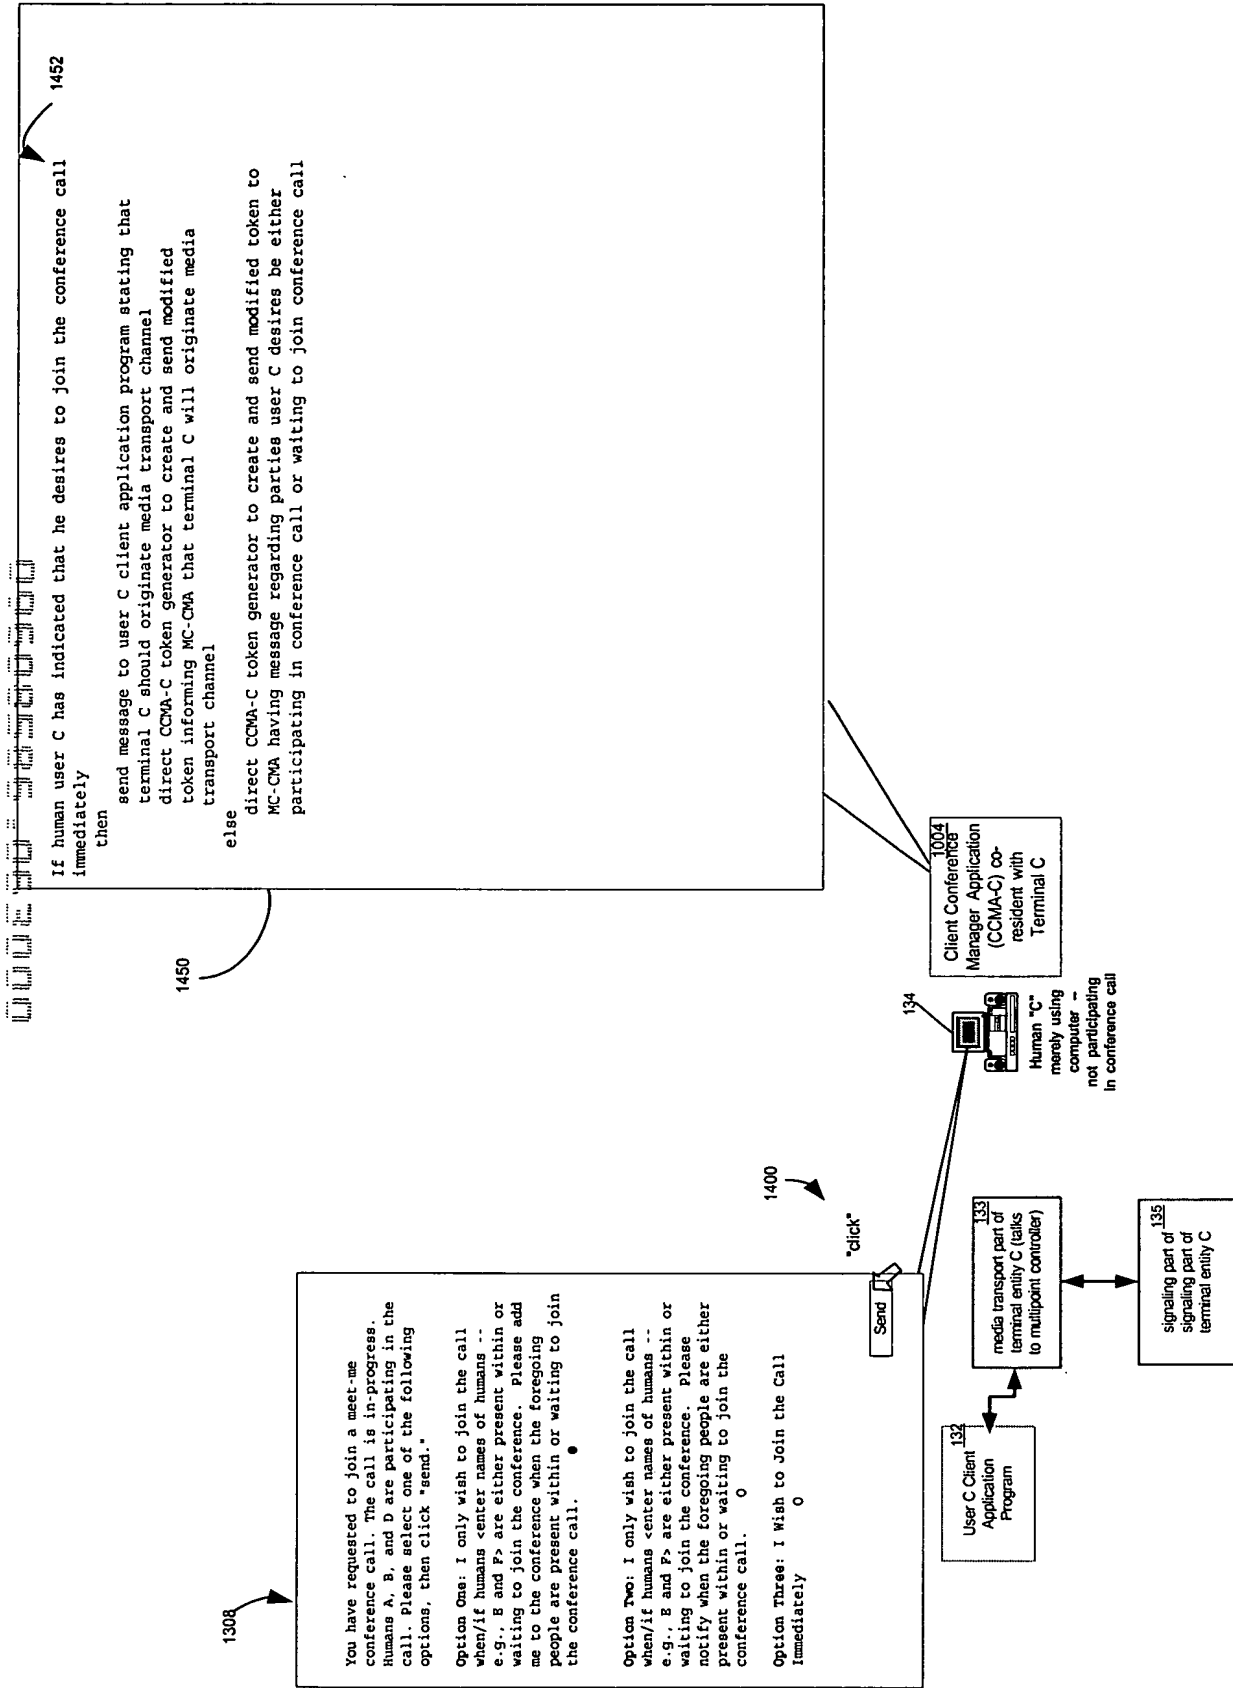 1308
You have requested to join a meet-me
conference call. The call is in-progress.
Humans A, B, and D are participating in the
call. Please select one of the following
options, then click "send."
Option One: I only wish to join the call
when/if humans <enter names of humans --
e.g., E and F> are either present within or
waiting to join the conference. Please add
me to the conference when the foregoing
people are present within or waiting to join
the conference call.
Option Two: I only wish to join the call
when/if humans <enter names of humans --
e.g., E and F> are either present within or
waiting to join the conference. Please
notify when the foregoing people are either
present within or waiting to join the
conference call. O
Option Three: I Wish to Join the Call
Immediately O
Send
"click"
1400
132
User C Client
Application
Program
133
media transport part of
terminal entity C (talks
to multipoint controller)
135
signaling part of
signaling part of
terminal entity C
134
Human "C"
merely using
computer --
not participating
in conference call
1004
Client Conference
Manager Application
(CCMA-C) co-
resident with
Terminal C
1450
1452
If human user C has indicated that he desires to join the conference call
immediately
then
send message to user C client application program stating that
terminal C should originate media transport channel
direct CCMA-C token generator to create and send modified
token informing MC-CMA that terminal C will originate media
transport channel
else
direct CCMA-C token generator to create and send modified token to
MC-CMA having message regarding parties user C desires be either
participating in conference call or waiting to join conference call